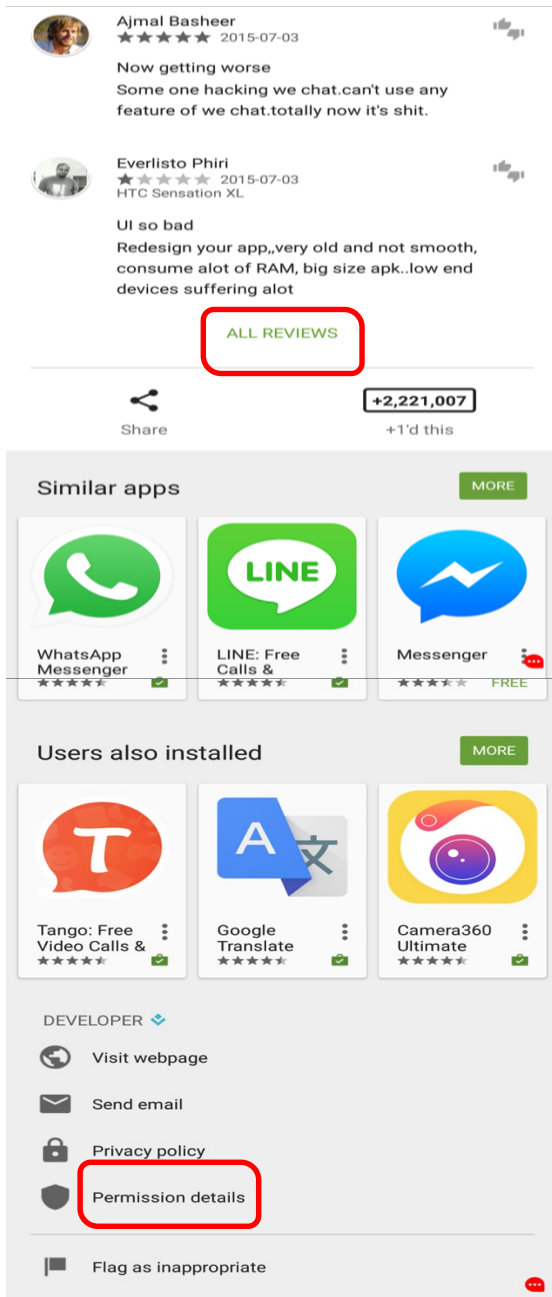 Ajmal Basheer
2015-07-03
Now getting worse
Some one hacking we chat.can't use any
feature of we chat.totally now it's shit.
Everlisto Phiri
2015-07-03
HTC Sensation XL
UI so bad
Redesign your app,,very old and not smooth,
consume alot of RAM, big size apk..low end
devices suffering alot
ALL REVIEWS
+2,221,007
Share
+1'd this
Similar apps
MORE
LINE
WhatsApp
Messenger
LINE: Free
Calls &
Messenger
FREE
Users also installed
MORE
T
A 文
Tango: Free
Video Calls &
Google
Translate
Camera360
Ultimate
DEVELOPER
Visit webpage
Send email
Privacy policy
Permission details
Flag as inappropriate